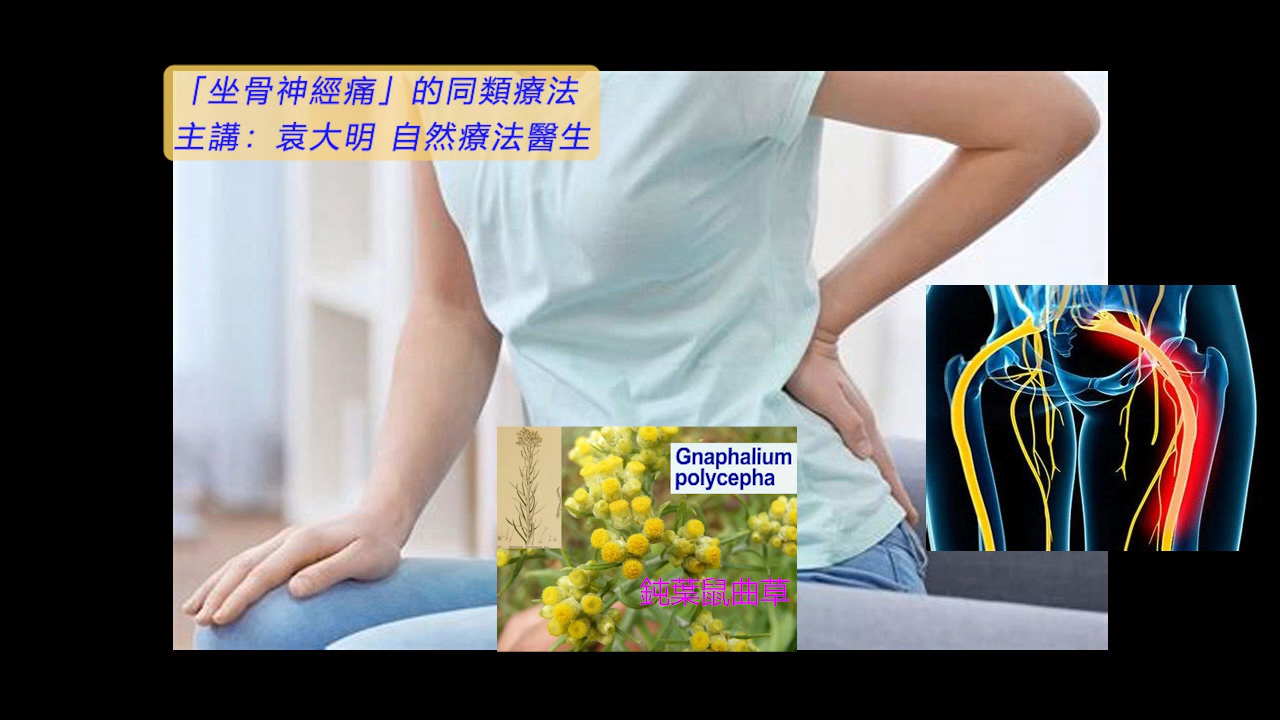 「坐骨神經痛」的同類療法
主講：袁大明 自然療法醫生
Gnaphalium
polycepha
鈍葉鼠曲草